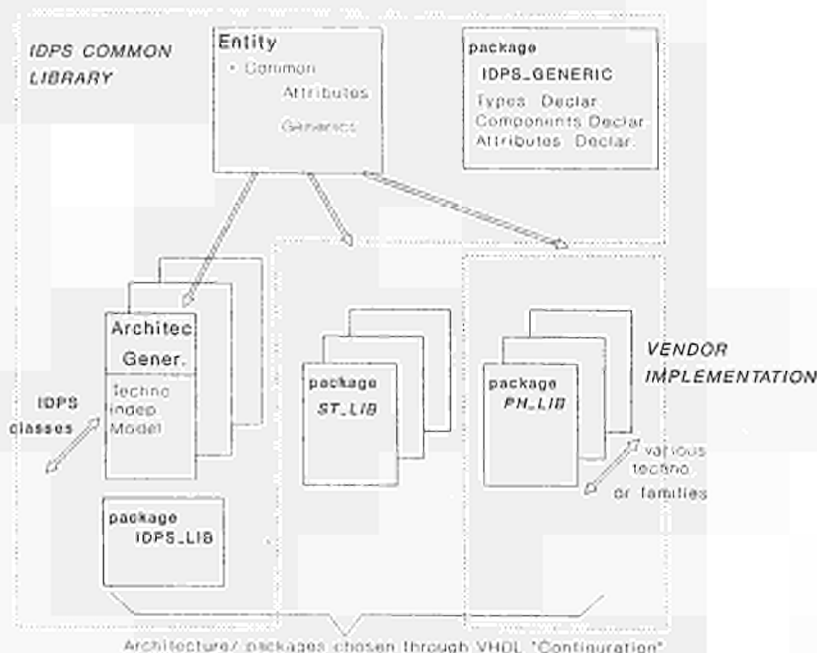 IDPS COMMON
LIBRARY
Entity
• Common
Attributes
Generics
package
IDPS_GENERIC
Types Declar.
Components Declar.
Attributes Declar.
Architec
Gener.
Techno
Indep.
Model
IDPS
classes
package
IDPS_LIB
package
ST_LIB
package
PH_LIB
VENDOR
IMPLEMENTATION
various
techno.
or families
Architecture/ packages chosen through VHDL "Configuration"